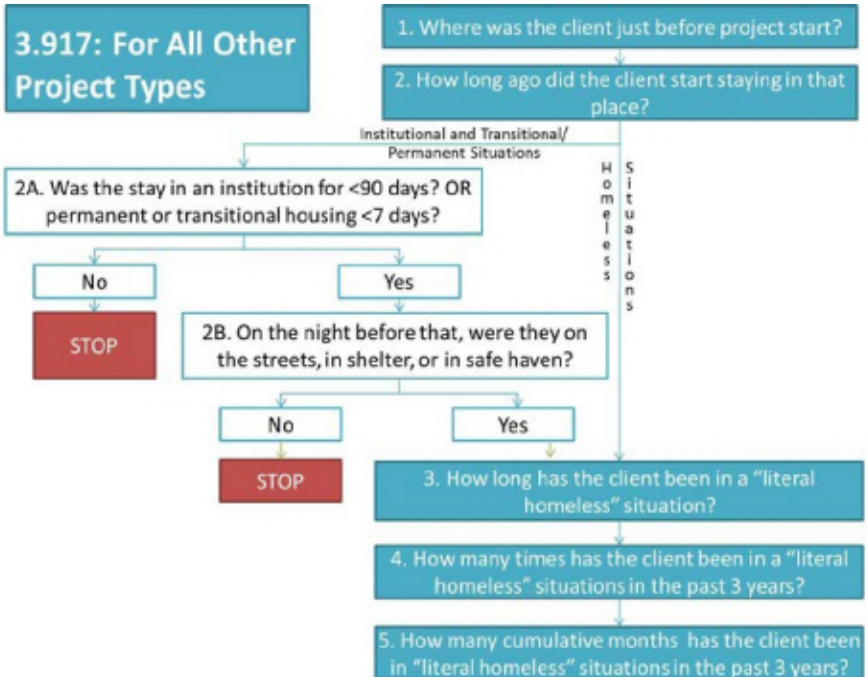 3.917: For All Other
Project Types
1. Where was the client just before project start?
2. How long ago did the client start staying in that
place?
Institutional and Transitional/
Permanent Situations
Homeless
Situations
2A. Was the stay in an institution for <90 days? OR
permanent or transitional housing <7 days?
No
Yes
STOP
2B. On the night before that, were they on
the streets, in shelter, or in safe haven?
No
Yes
STOP
3. How long has the client been in a “literal
homeless” situation?
4. How many times has the client been in a “literal
homeless” situations in the past 3 years?
5. How many cumulative months has the client been
in “literal homeless” situations in the past 3 years?